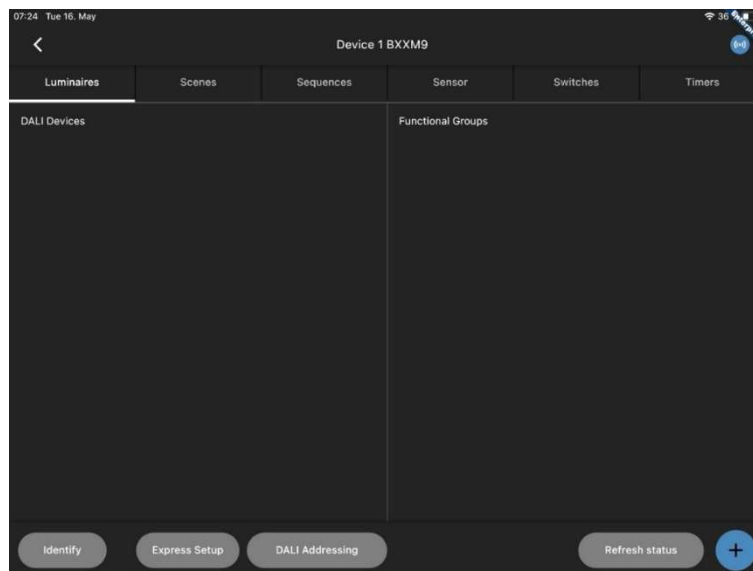 07:24 Tue 16. May
36
Device 1 BXXM9
Luminaires Scenes Sequences Sensor Switches Timers
DALI Devices Functional Groups
Identify Express Setup DALI Addressing Refresh status +